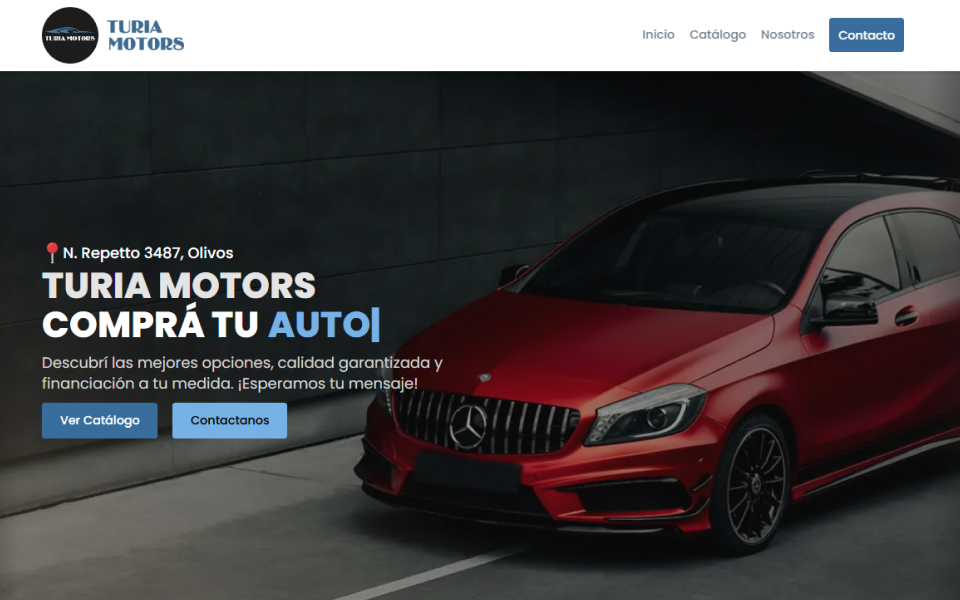 TURIA MOTORS
TURIA
MOTORS
Inicio
Catálogo
Nosotros
Contacto
N. Repetto 3487, Olivos
TURIA MOTORS
COMPRÁ TU AUTO
Descubrí las mejores opciones, calidad garantizada y
financiación a tu medida. ¡Esperamos tu mensaje!
Ver Catálogo
Contactanos